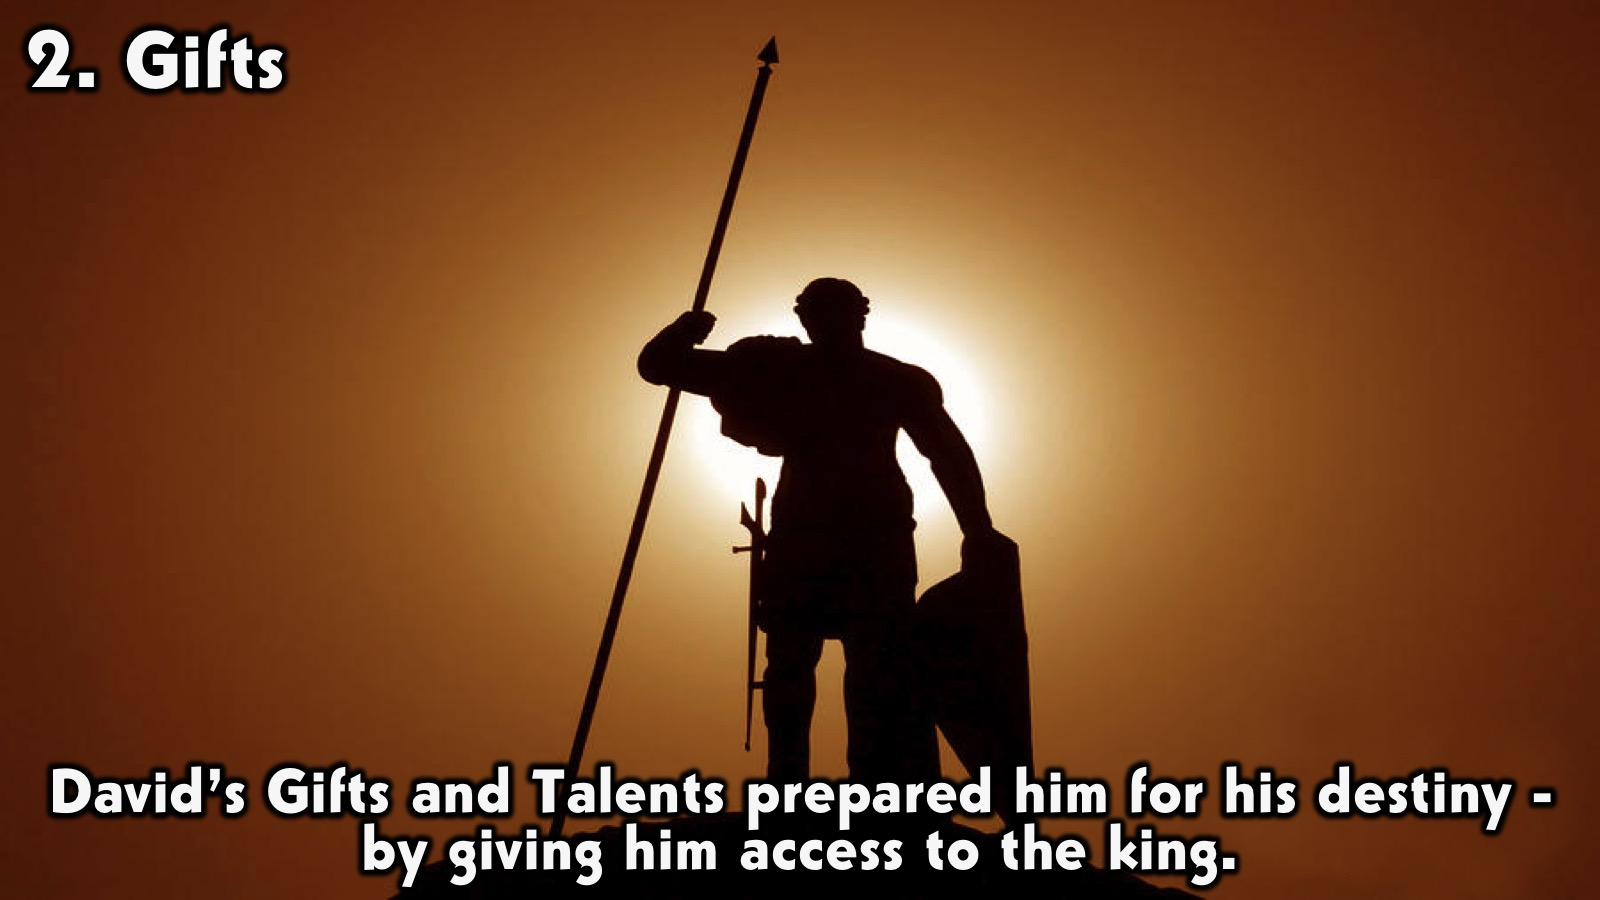 2. Gifts
David’s Gifts and Talents prepared him for his destiny -
by giving him access to the king.